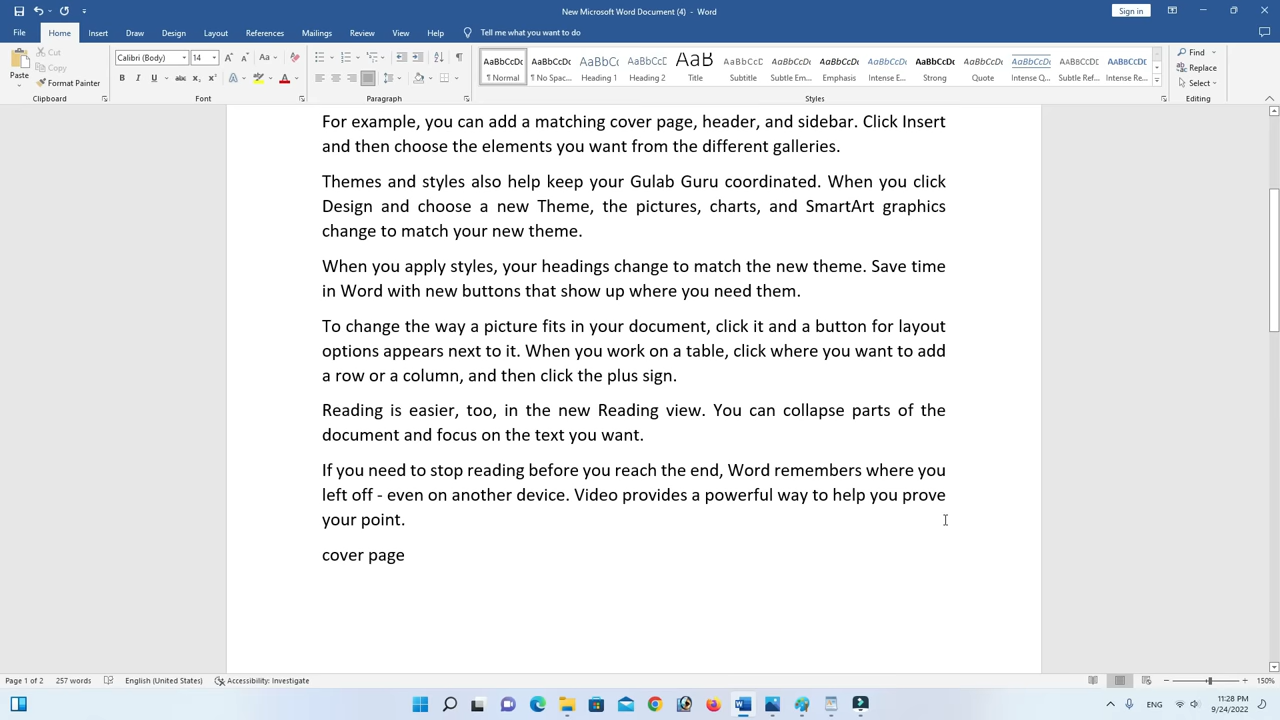 New Microsoft Word Document (4) - Word
Sign in
File Home Insert Draw Design Layout References Mailings Review View Help Tell me what you want to do
Paste
Cut
Copy
Format Painter
Clipboard
Calibri (Body) 14
Font
Paragraph
AaBbCcDc AaBbCcDc AaBbC AaBbCcD AaB AaBbCcD AaBbCcDc AaBbCcDc AaBbCcDc AaBbCcDc AaBbCcDc AaBbCcDc AaBbCcDc AaBbCcDc
¶ Normal ¶ No Spac... Heading 1 Heading 2 Title Subtitle Subtle Em... Emphasis Intense E... Strong Quote Intense Q... Subtle Ref... Intense Re...
Styles
Find
Replace
Select
Editing
For example, you can add a matching cover page, header, and sidebar. Click Insert
and then choose the elements you want from the different galleries.
Themes and styles also help keep your Gulab Guru coordinated. When you click
Design and choose a new Theme, the pictures, charts, and SmartArt graphics
change to match your new theme.
When you apply styles, your headings change to match the new theme. Save time
in Word with new buttons that show up where you need them.
To change the way a picture fits in your document, click it and a button for layout
options appears next to it. When you work on a table, click where you want to add
a row or a column, and then click the plus sign.
Reading is easier, too, in the new Reading view. You can collapse parts of the
document and focus on the text you want.
If you need to stop reading before you reach the end, Word remembers where you
left off - even on another device. Video provides a powerful way to help you prove
your point.
cover page
Page 1 of 2 257 words English (United States) Accessibility: Investigate 150%
ENG
11:28 PM
9/24/2022